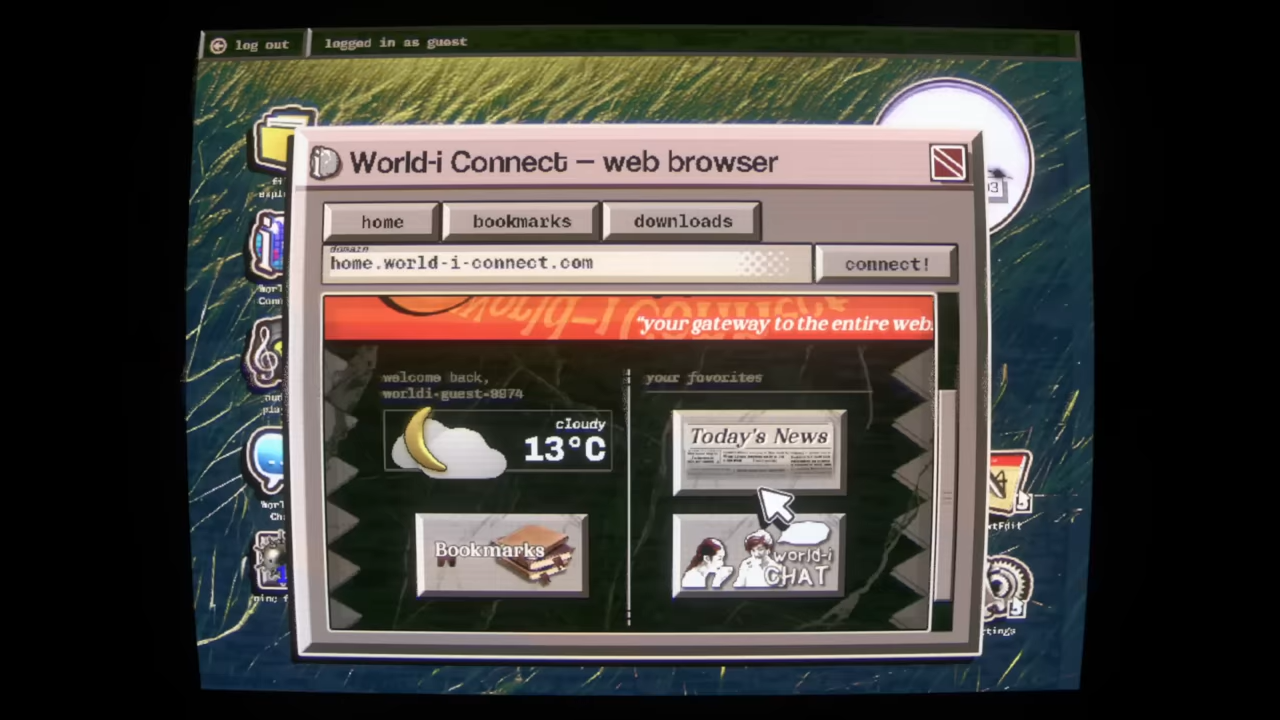 log out
logged in as guest
World-i Connect – web browser
home
bookmarks
downloads
domain
home.world-i-connect.com
connect!
"your gateway to the entire web.
welcome back,
worldi-guest-9974
your favorites
cloudy
13°C
Today's News
Bookmarks
world-i
CHAT